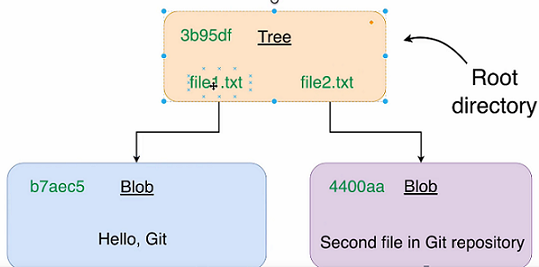 3b95df Tree
file1.txt file2.txt
Root
directory
b7aec5 Blob
4400aa Blob
Hello, Git
Second file in Git repository